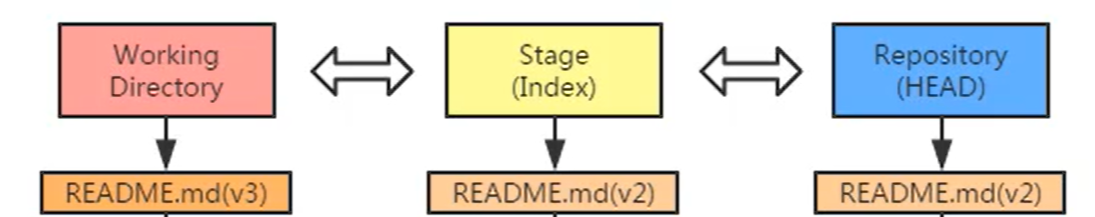 Working
Directory
Stage
(Index)
Repository
(HEAD)
README.md(v3)
README.md(v2)
README.md(v2)